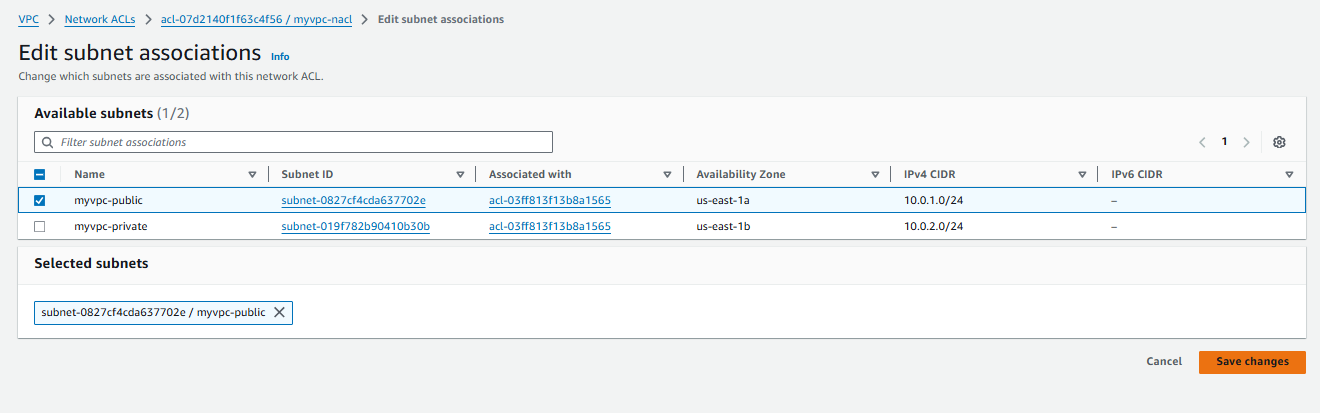 VPC > Network ACLs > acl-07d2140f1f63c4f56 / myvpc-nacl > Edit subnet associations
Edit subnet associations Info
Change which subnets are associated with this network ACL.
Available subnets (1/2)
Filter subnet associations
1
Name Subnet ID Associated with Availability Zone IPv4 CIDR IPv6 CIDR
myvpc-public subnet-0827cf4cda637702e acl-03ff813f13b8a1565 us-east-1a 10.0.1.0/24 –
myvpc-private subnet-019f782b90410b30b acl-03ff813f13b8a1565 us-east-1b 10.0.2.0/24 –
Selected subnets
subnet-0827cf4cda637702e / myvpc-public
Cancel Save changes